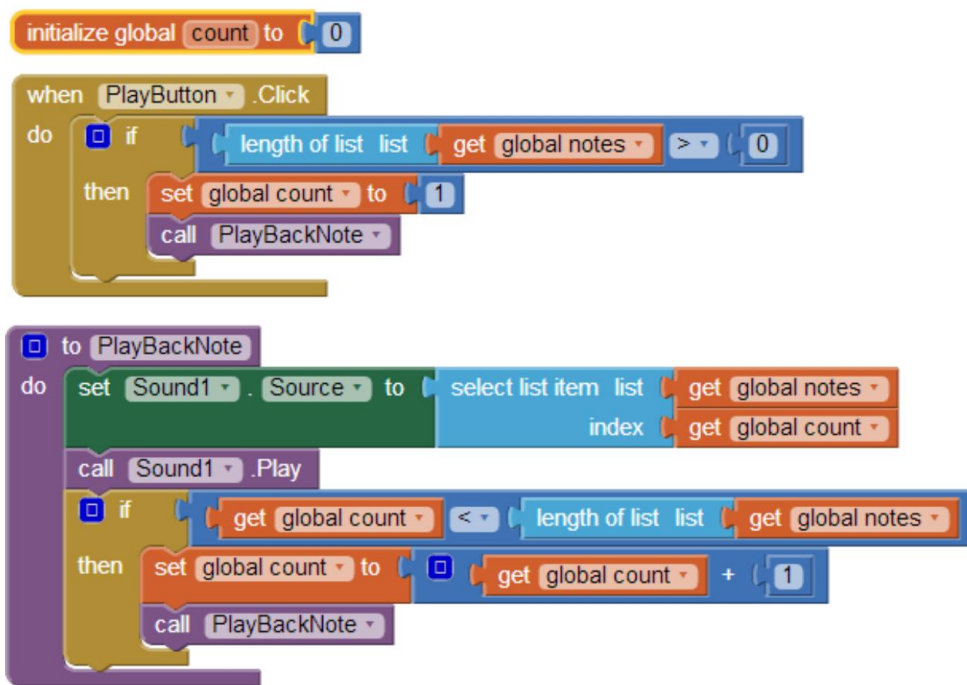 initialize global count to 0
when PlayButton .Click
do if length of list list get global notes > 0
then set global count to 1
call PlayBackNote
to PlayBackNote
do set Sound1 . Source to select list item list get global notes
index get global count
call Sound1 .Play
if get global count < length of list list get global notes
then set global count to get global count + 1
call PlayBackNote